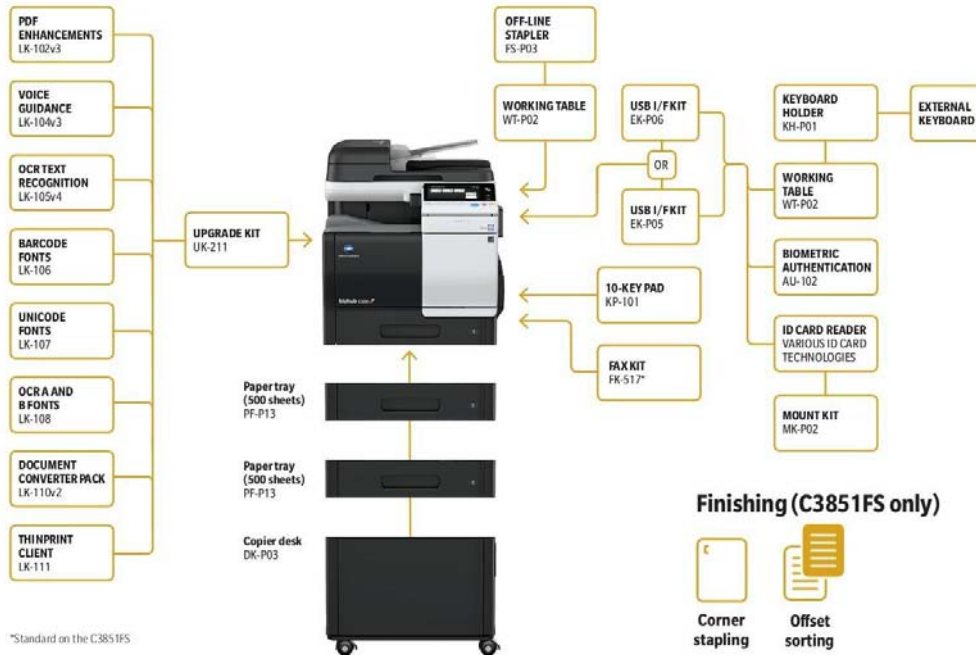 PDF
ENHANCEMENTS
LK-102v3
VOICE
GUIDANCE
LK-104v3
OCR TEXT
RECOGNITION
LK-105v4
BARCODE
FONTS
LK-106
UNICODE
FONTS
LK-107
OCR A AND
B FONTS
LK-108
DOCUMENT
CONVERTER PACK
LK-110v2
THINPRINT
CLIENT
LK-111
*Standard on the C3851FS
UPGRADE KIT
UK-211
OFF-LINE
STAPLER
FS-P03
WORKING TABLE
WT-P02
USB I/F KIT
EK-P06
OR
USB I/F KIT
EK-P05
KEYBOARD
HOLDER
KH-P01
EXTERNAL
KEYBOARD
WORKING
TABLE
WT-P02
BIOMETRIC
AUTHENTICATION
AU-102
ID CARD READER
VARIOUS ID CARD
TECHNOLOGIES
MOUNT KIT
MK-P02
10-KEY PAD
KP-101
FAX KIT
FK-517*
bizhub
Paper tray
(500 sheets)
PF-P13
Paper tray
(500 sheets)
PF-P13
Copier desk
DK-P03
Finishing (C3851FS only)
Corner
stapling
Offset
sorting